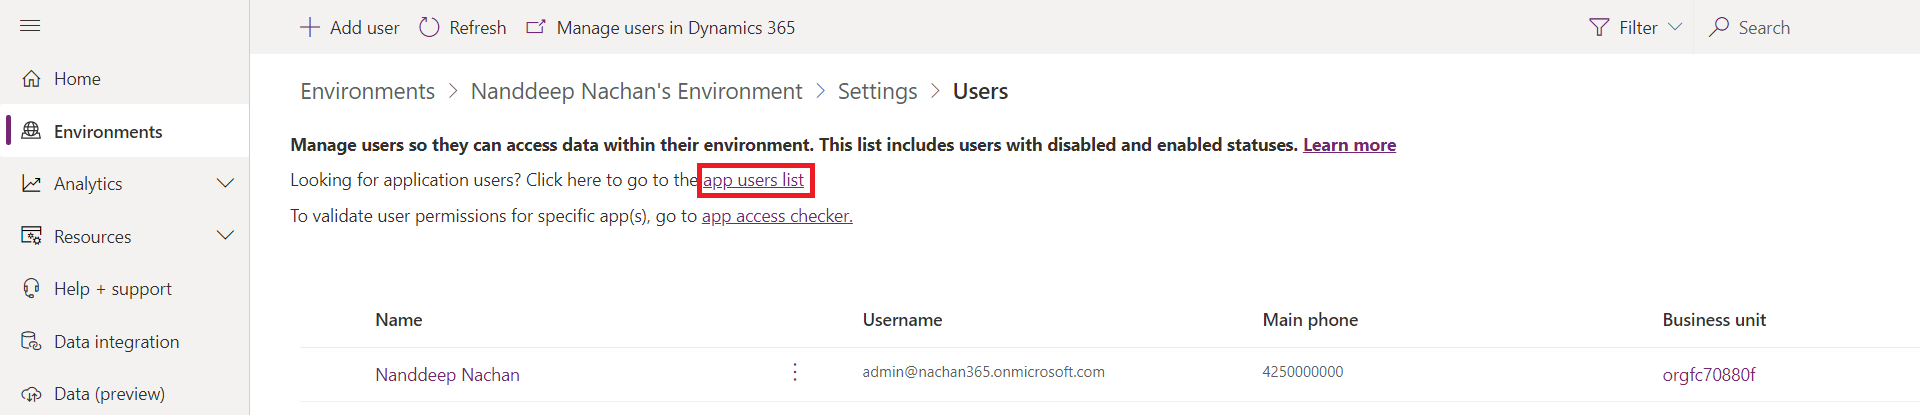 Add user Refresh Manage users in Dynamics 365 Filter Search
Home
Environments
Analytics
Resources
Help + support
Data integration
Data (preview)
Environments > Nanddeep Nachan's Environment > Settings > Users
Manage users so they can access data within their environment. This list includes users with disabled and enabled statuses. Learn more
Looking for application users? Click here to go to the app users list
To validate user permissions for specific app(s), go to app access checker.
Name Username Main phone Business unit
Nanddeep Nachan admin@nachan365.onmicrosoft.com 4250000000 orgfc70880f